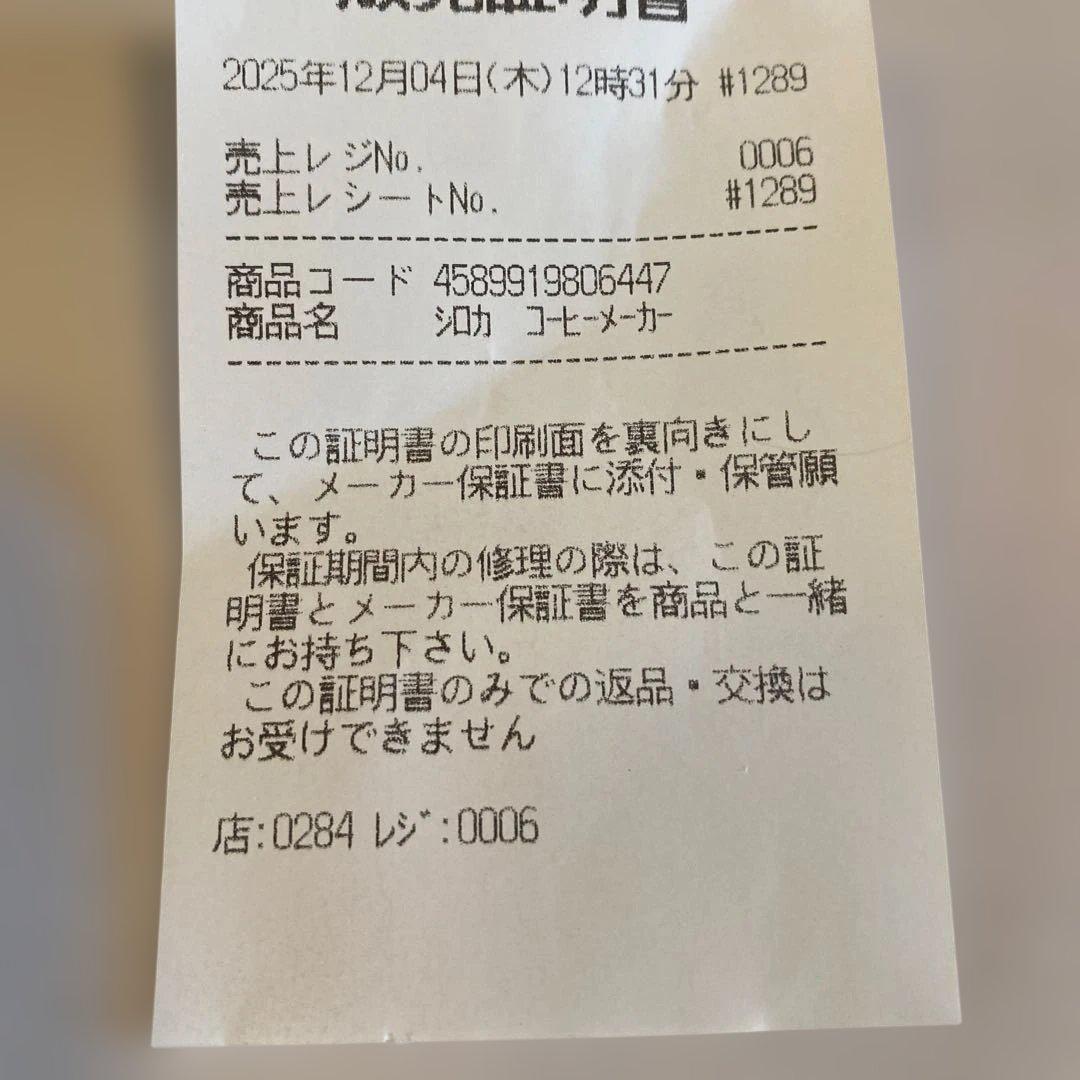 販売証明書
2025年12月04日(木)12時31分 #1289
売上レジNo. 0006
売上レシートNo. #1289
商品コード 4589919806447
商品名 シロカ コーヒーメーカー
この証明書の印刷面を裏向きにし
て、メーカー保証書に添付・保管願
います。
保証期間内の修理の際は、この証
明書とメーカー保証書を商品と一緒
にお持ち下さい。
この証明書のみでの返品・交換は
お受けできません
店:0284 レジ:0006